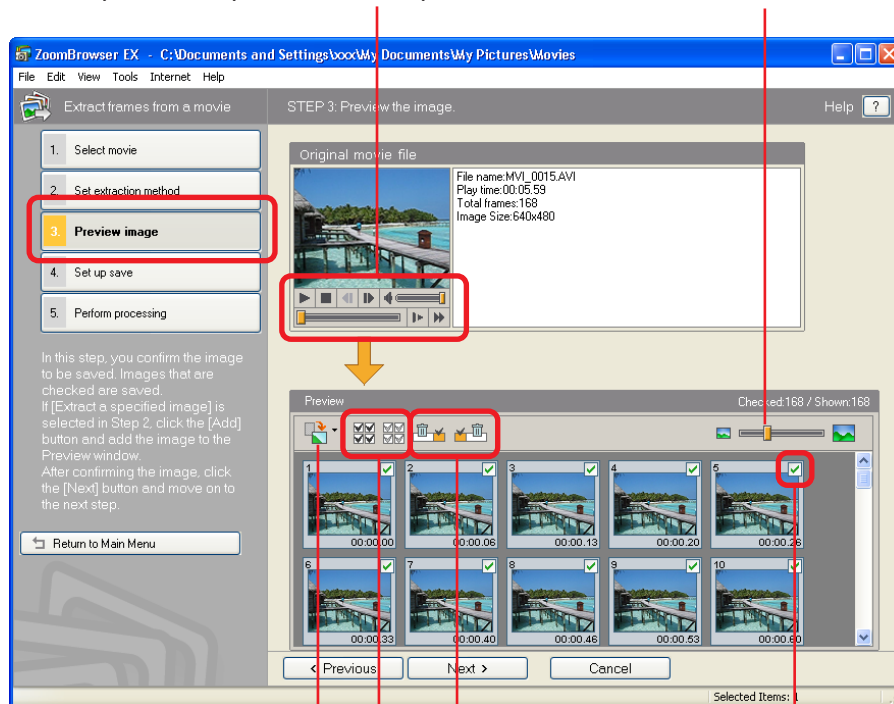 ZoomBrowser EX - C:\Documents and Settings\xxx\My Documents\My Pictures\Movies
File Edit View Tools Internet Help
Extract frames from a movie
STEP 3: Preview the image.
Help ?
1. Select movie
2. Set extraction method
3. Preview image
4. Set up save
5. Perform processing
In this step, you confirm the image
to be saved. Images that are
checked are saved.
If [Extract a specified image] is
selected in Step 2, click the [Add]
button and add the image to the
Preview window.
After confirming the image, click
the [Next] button and move on to
the next step.
Return to Main Menu
Original movie file
File name:MVI_0015.AVI
Play time:00:05.59
Total frames:168
Image Size:640x480
Preview
Checked:168 / Shown:168
1 2 3 4 5
00:00.00 00:00.06 00:00.13 00:00.20 00:00.26
6 7 8 9 10
00:00.33 00:00.40 00:00.46 00:00.53 00:00.60
< Previous Next > Cancel
Selected Items: 1